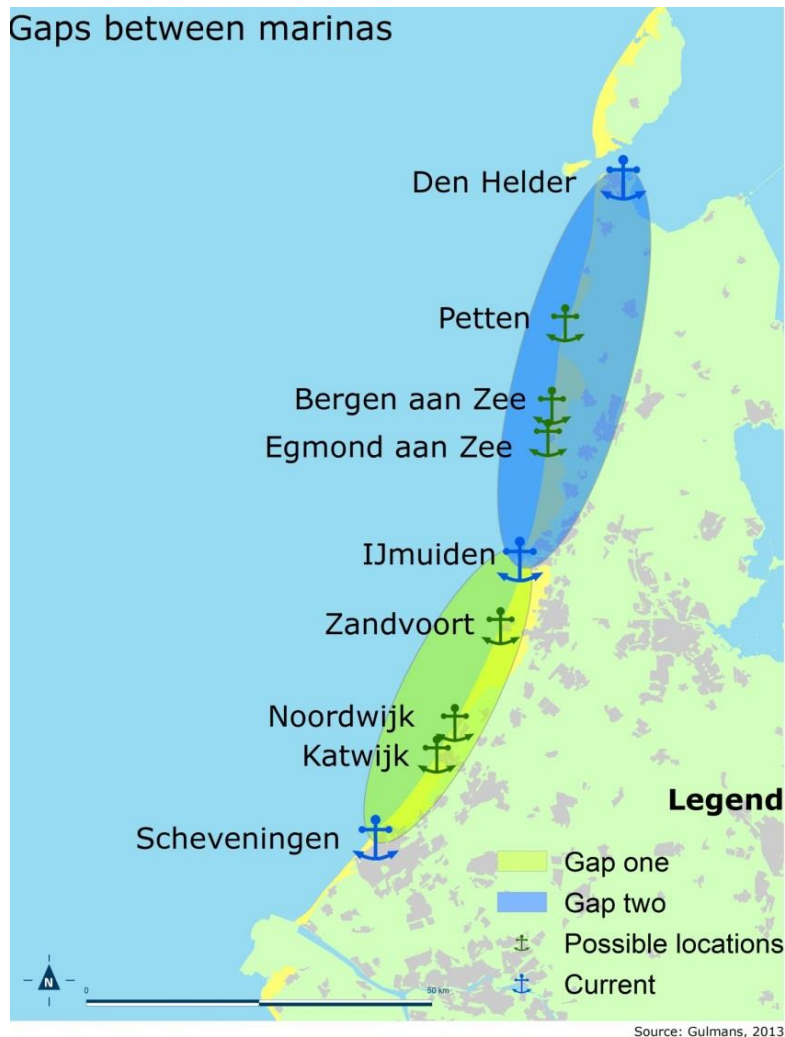 Gaps between marinas
Den Helder
Petten
Bergen aan Zee
Egmond aan Zee
IJmuiden
Zandvoort
Noordwijk
Katwijk
Scheveningen
Legend
Gap one
Gap two
Possible locations
Current
N
0 50 km
Source: Gulmans, 2013